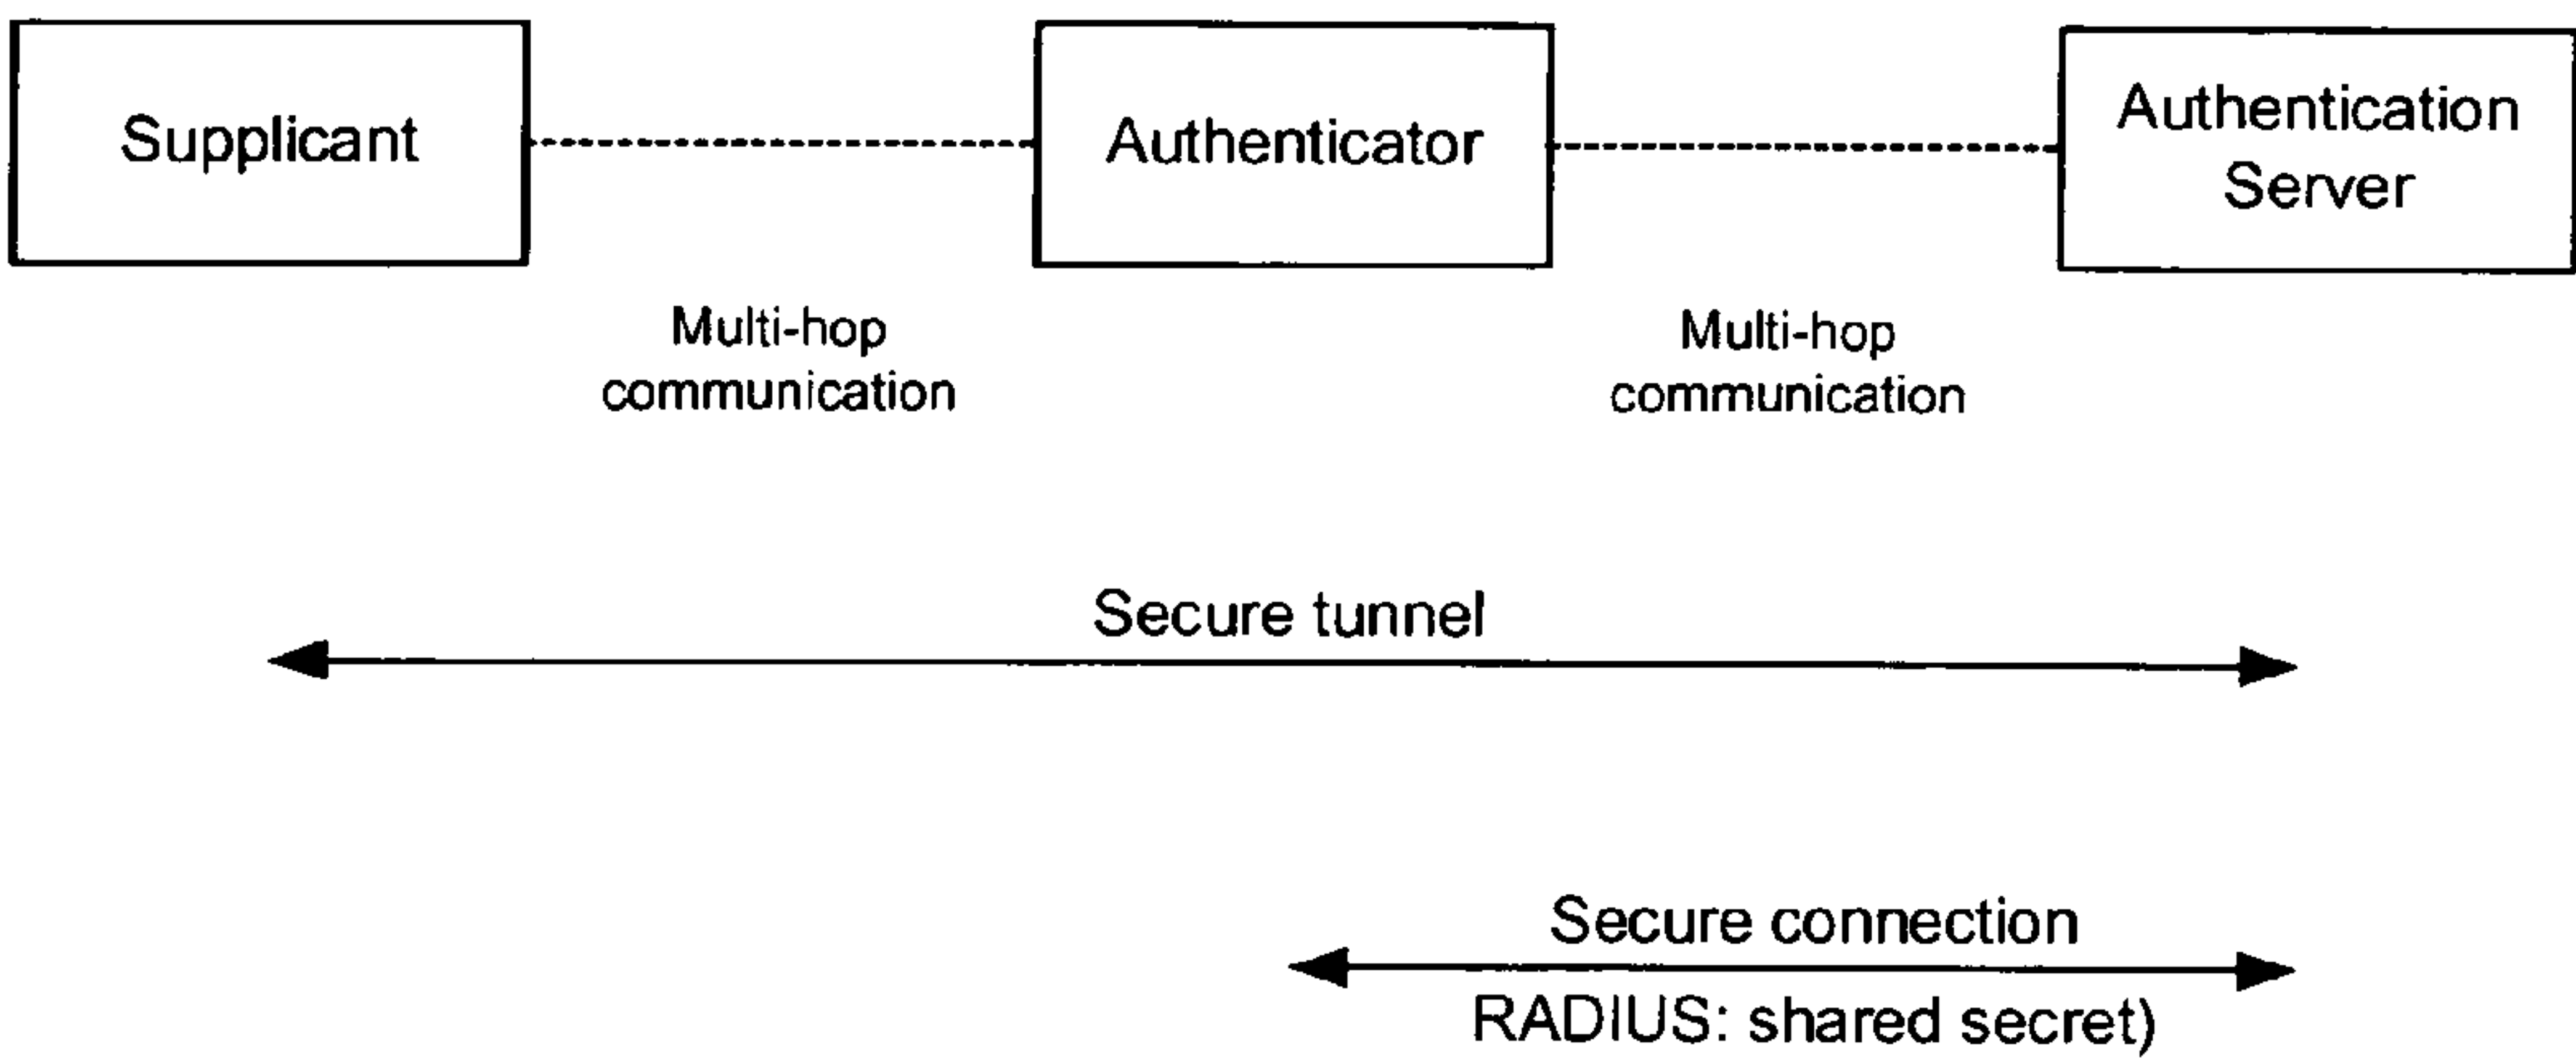 Supplicant
Authenticator
Authentication
Server
Multi-hop
communication
Multi-hop
communication
Secure tunnel
Secure connection
RADIUS: shared secret)